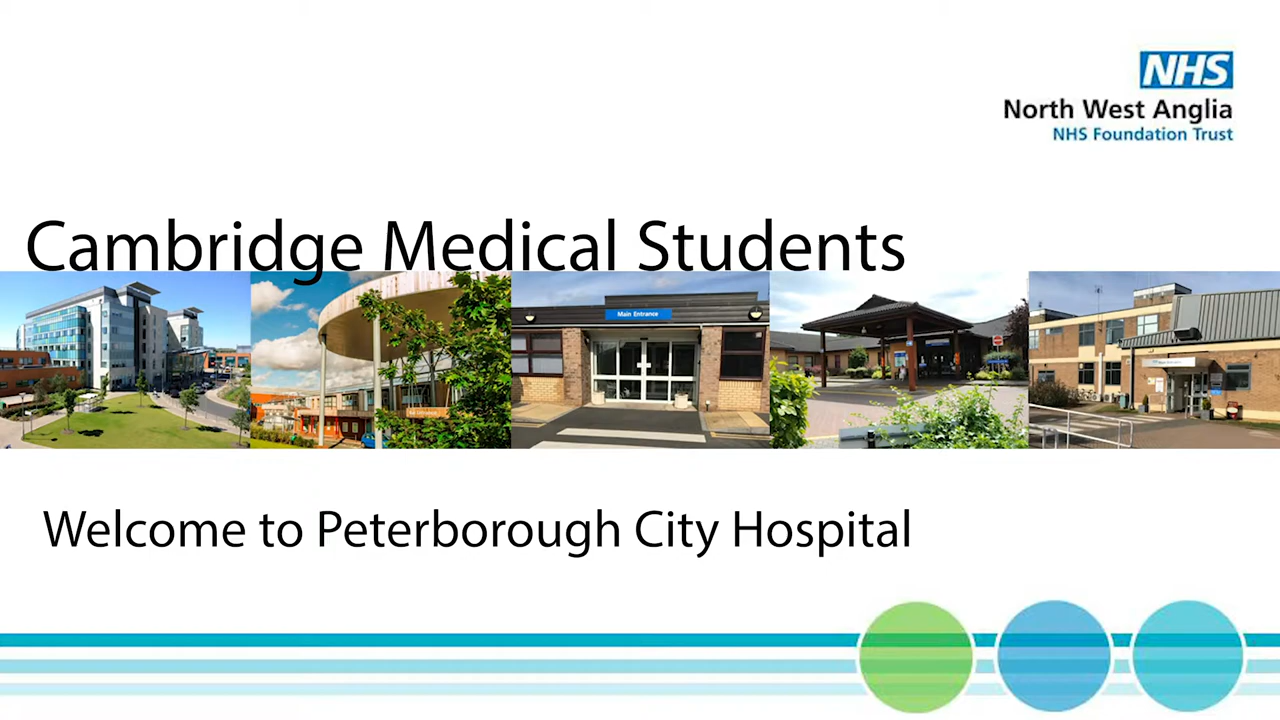 NHS
North West Anglia
NHS Foundation Trust
Cambridge Medical Students
Main Entrance
Welcome to Peterborough City Hospital